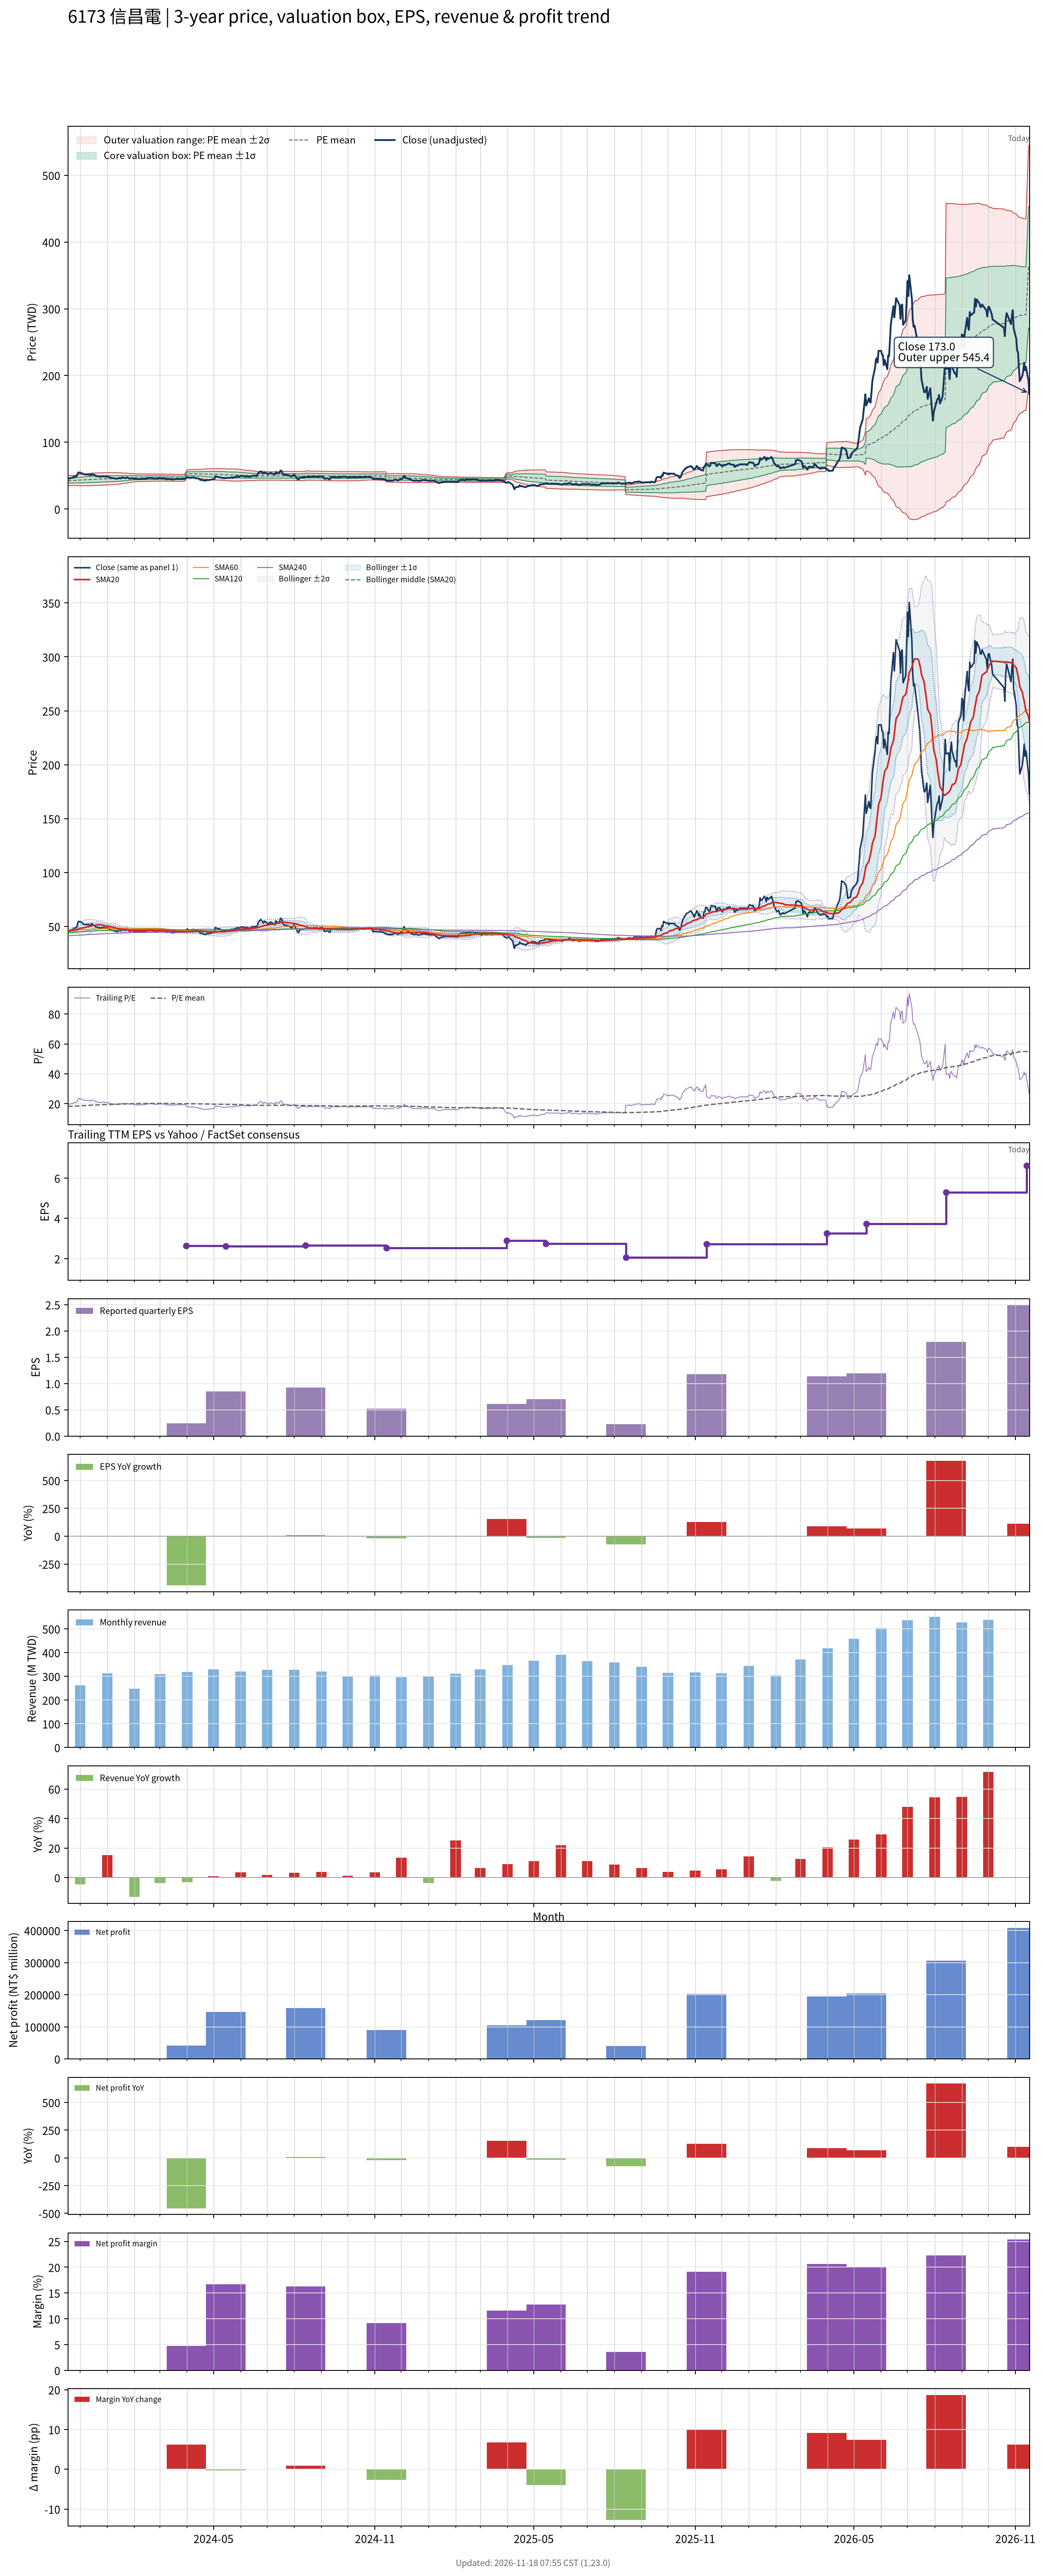 6173 信昌電 | 3-year price, valuation box, EPS, revenue & profit trend
Outer valuation range: PE mean ±2σ
PE mean
Close (unadjusted)
Core valuation box: PE mean ±1σ
Today
Close 173.0
Outer upper 545.4
Price (TWD)
500
400
300
200
100
0
Close (same as panel 1)
SMA60
SMA240
Bollinger ±1σ
SMA20
SMA120
Bollinger ±2σ
Bollinger middle (SMA20)
Price
350
300
250
200
150
100
50
Trailing P/E
P/E mean
P/E
80
60
40
20
Trailing TTM EPS vs Yahoo / FactSet consensus
Today
EPS
6
4
2
Reported quarterly EPS
EPS
2.5
2.0
1.5
1.0
0.5
0.0
EPS YoY growth
YoY (%)
500
250
0
-250
Monthly revenue
Revenue (M TWD)
500
400
300
200
100
0
Revenue YoY growth
YoY (%)
60
40
20
0
Month
Net profit
Net profit (NT$ million)
400000
300000
200000
100000
0
Net profit YoY
YoY (%)
500
250
0
-250
-500
Net profit margin
Margin (%)
25
20
15
10
5
0
Margin YoY change
Δ margin (pp)
20
10
0
-10
2024-05
2024-11
2025-05
2025-11
2026-05
2026-11
Updated: 2026-11-18 07:55 CST (1.23.0)